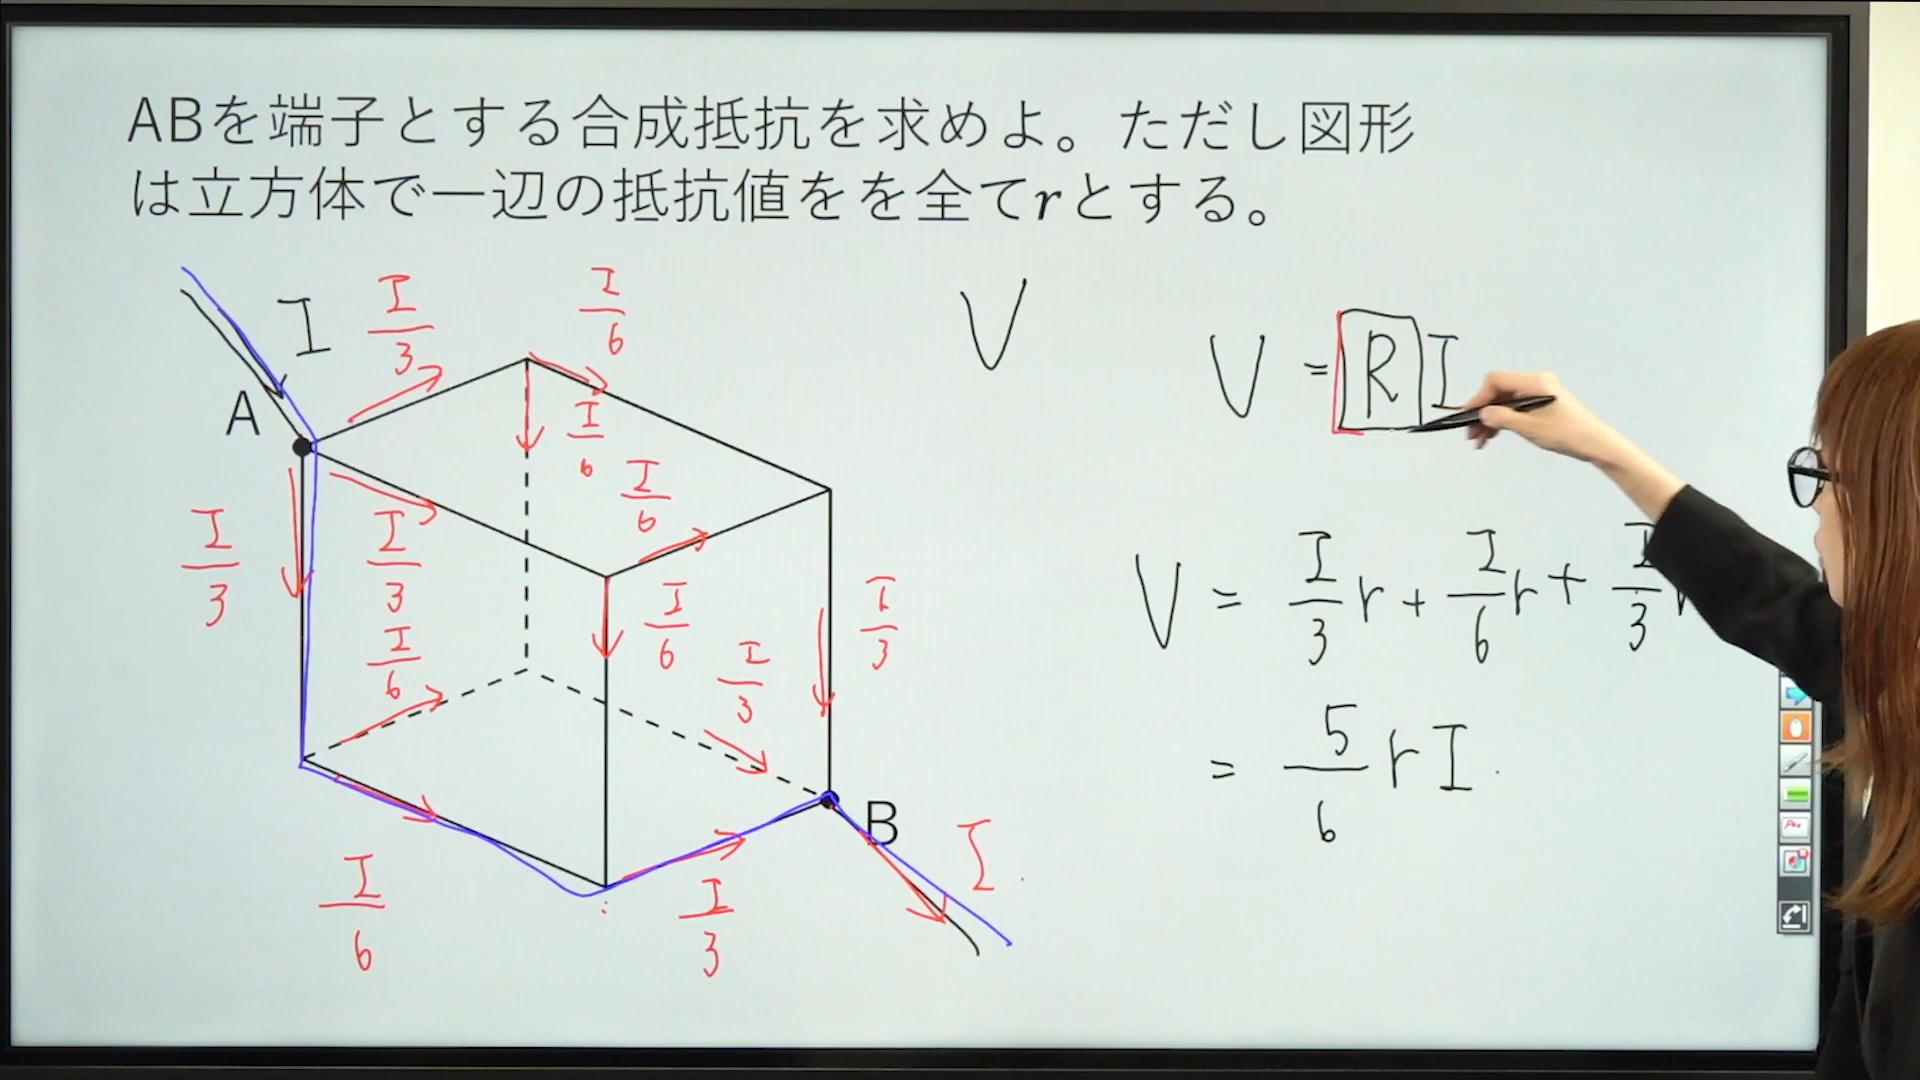 ABを端子とする合成抵抗を求めよ。ただし図形
は立方体で一辺の抵抗値をを全てrとする。
I
I/3
I/6
V
V = R I
A
I/6
I/6
I/3
I/3
I/6
I/3
I/3
I/6
V = I/3 r + I/6 r + I/3 r
= 5/6 rI
B
I
I/6
I/3